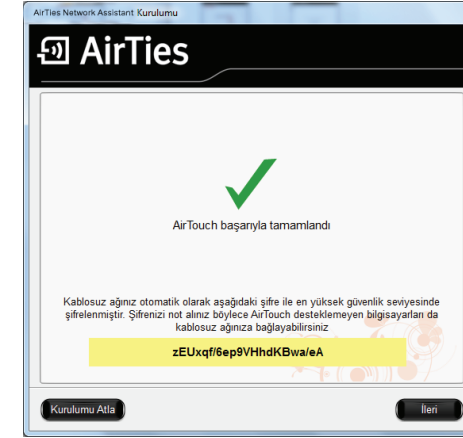 AirTies Network Assistant Kurulumu
AirTies
AirTouch başarıyla tamamlandı
Kablosuz ağınız otomatik olarak aşağıdaki şifre ile en yüksek güvenlik seviyesinde
şifrelenmiştir. Şifrenizi not alınız böylece AirTouch desteklemeyen bilgisayarları da
kablosuz ağınıza bağlayabilirsiniz
zEUxqf/6ep9VHhdKBwa/eA
Kurulumu Atla
İleri